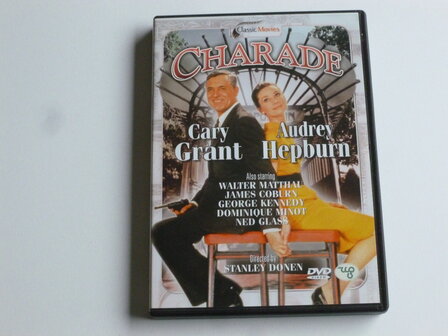 Classic Movies
CHARADE
Cary
Grant
Audrey
Hepburn
Also starring
WALTER MATTHAU
JAMES COBURN
GEORGE KENNEDY
DOMINIQUE MINOT
NED GLASS
Directed by
STANLEY DONEN
DVD
VIDEO